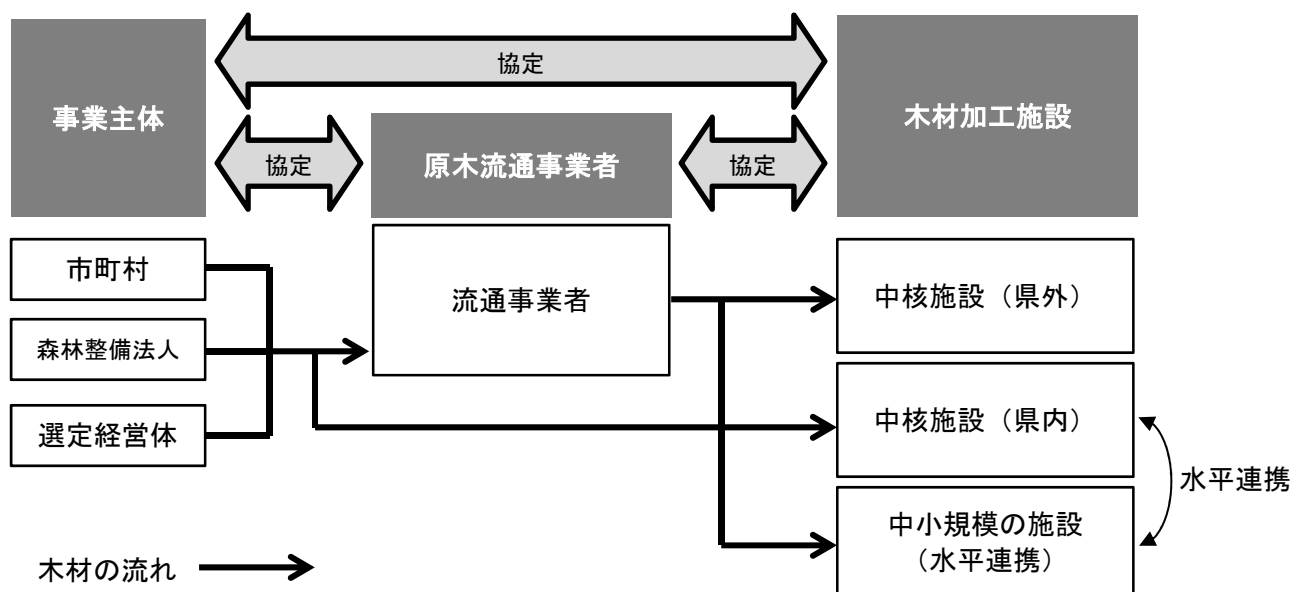 協定
事業主体
木材加工施設
協定
原木流通事業者
協定
市町村
流通事業者
中核施設（県外）
森林整備法人
選定経営体
中核施設（県内）
水平連携
中小規模の施設
（水平連携）
木材の流れ